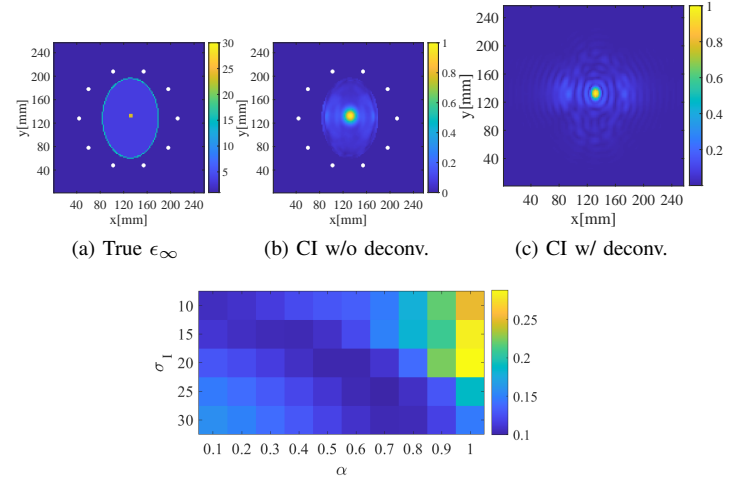 240
200
160
120
80
40
y[mm]
40 80 120 160 200 240
x[mm]
30
25
20
15
10
5
(a) True ϵ∞
240
200
160
120
80
40
y[mm]
40 80 120 160 200 240
x[mm]
1
0.8
0.6
0.4
0.2
0
(b) CI w/o deconv.
240
200
160
120
80
40
y[mm]
40 80 120 160 200 240
x[mm]
1
0.8
0.6
0.4
0.2
(c) CI w/ deconv.
10
15
20
25
30
σ1
0.1 0.2 0.3 0.4 0.5 0.6 0.7 0.8 0.9 1
α
0.25
0.2
0.15
0.1